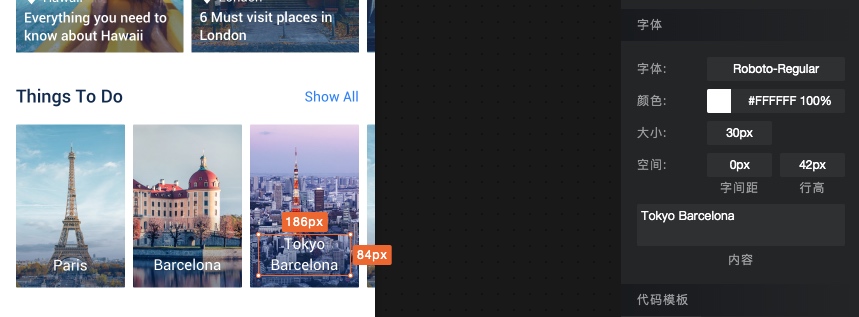 Hawaii
London
Everything you need to
know about Hawaii
6 Must visit places in
London
Things To Do
Show All
Paris
Barcelona
186px
Tokyo
Barcelona
84px
字体
字体:
Roboto-Regular
颜色:
#FFFFFF 100%
大小:
30px
空间:
0px
42px
字间距
行高
Tokyo Barcelona
内容
代码模板